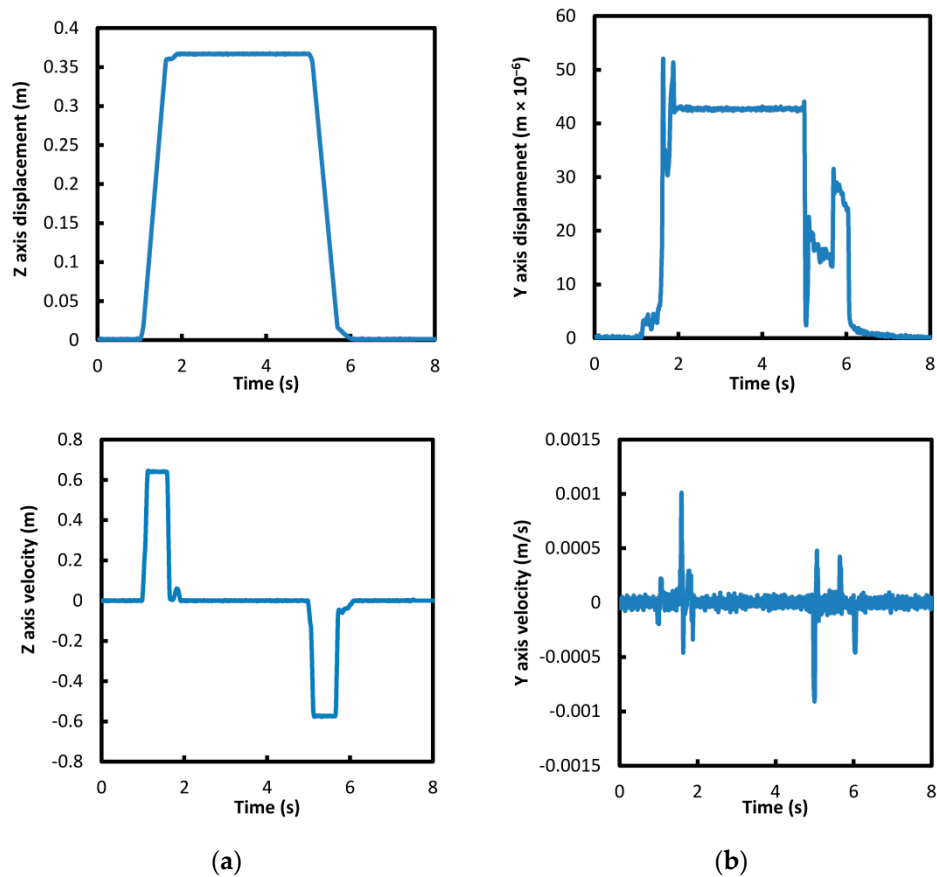 Z axis displacement (m)
0.4
0.35
0.3
0.25
0.2
0.15
0.1
0.05
0
0 2 4 6 8
Time (s)
Y axis displamenet (m × 10⁻⁶)
60
50
40
30
20
10
0
0 2 4 6 8
Time (s)
Z axis velocity (m)
0.8
0.6
0.4
0.2
0
-0.2
-0.4
-0.6
-0.8
0 2 4 6 8
Time (s)
Y axis velocity (m/s)
0.0015
0.001
0.0005
0
-0.0005
-0.001
-0.0015
0 2 4 6 8
Time (s)
(a)
(b)